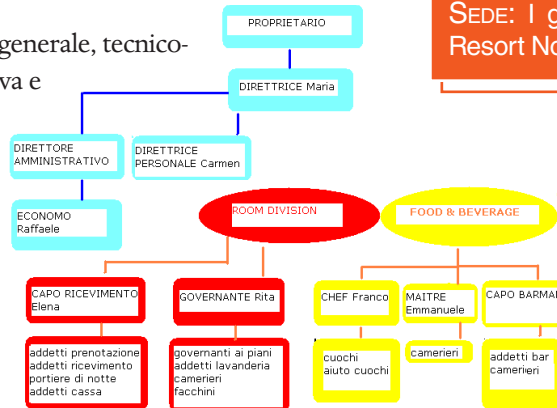 generale, tecnico-
va e
SEDE: I g
Resort No
PROPRIETARIO
DIRETTRICE Maria
DIRETTORE
AMMINISTRATIVO
DIRETTRICE
PERSONALE Carmen
ECONOMO
Raffaele
ROOM DIVISION
FOOD & BEVERAGE
CAPO RICEVIMENTO
Elena
GOVERNANTE Rita
CHEF Franco
MAITRE
Emmanuele
CAPO BARMA
addetti prenotazione
addetti ricevimento
portiere di notte
addetti cassa
governanti ai piani
addetti lavanderia
camerieri
facchini
cuochi
aiuto cuochi
camerieri
addetti bar
camerieri